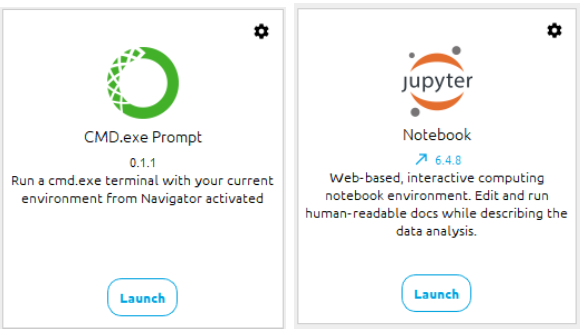 CMD.exe Prompt
0.1.1
Run a cmd.exe terminal with your current
environment from Navigator activated
Launch
jupyter
Notebook
6.4.8
Web-based, interactive computing
notebook environment. Edit and run
human-readable docs while describing the
data analysis.
Launch